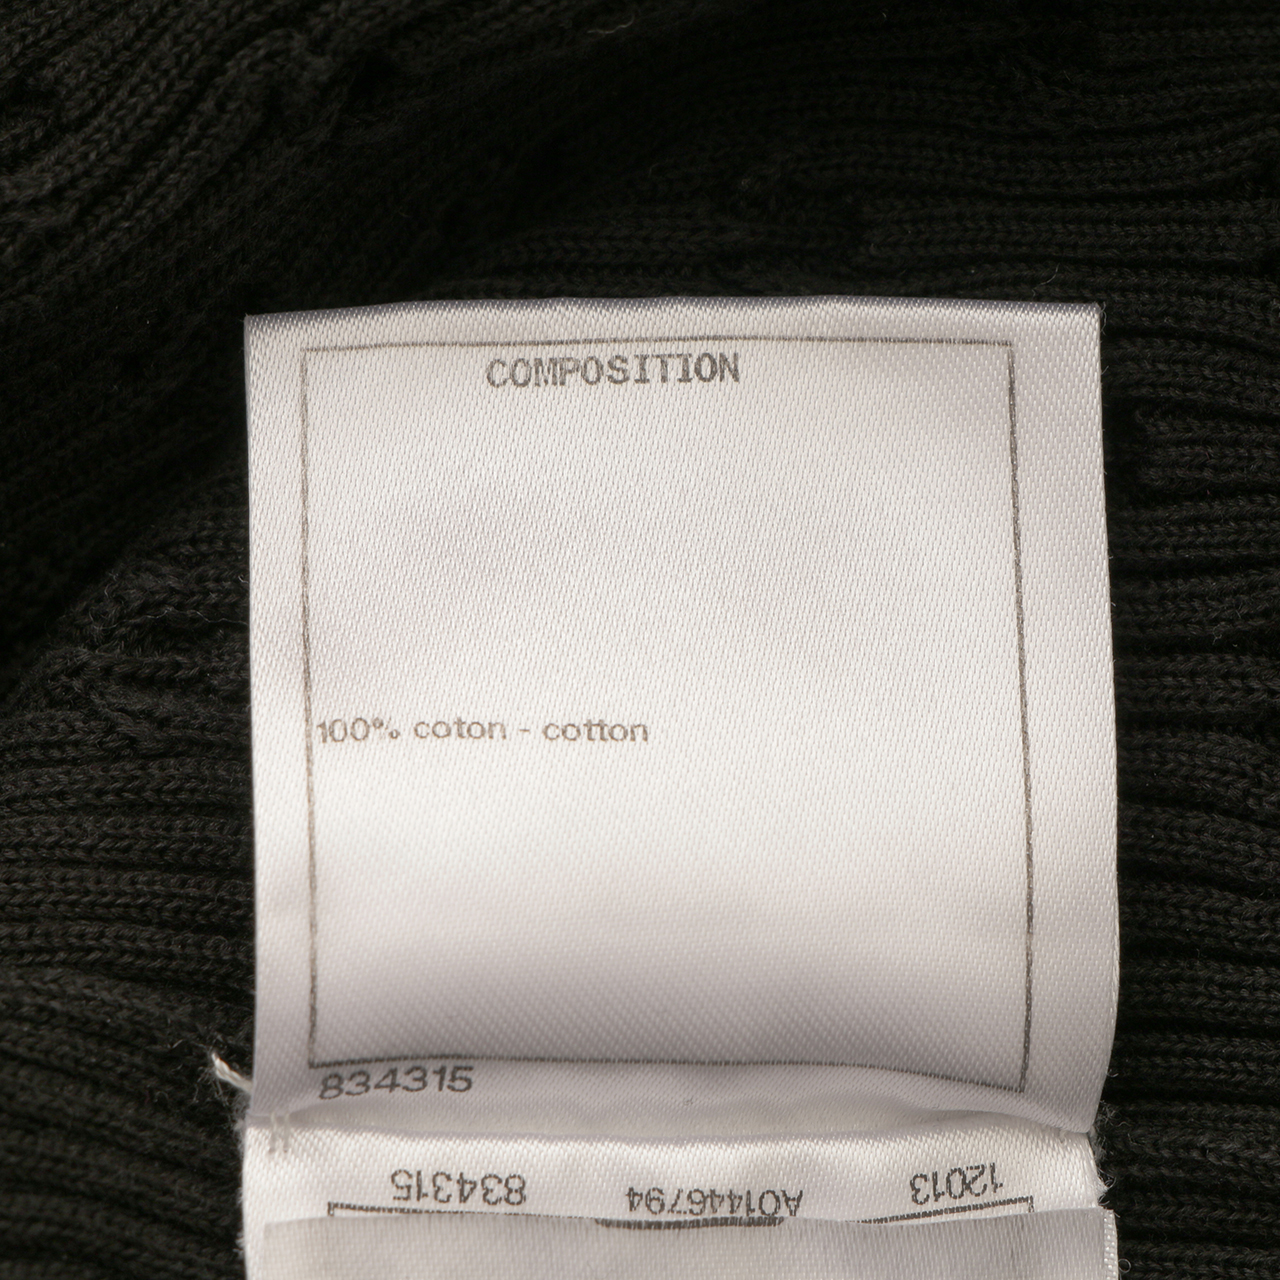 COMPOSITION
100% coton - cotton
834315
12013 A01446794 834315